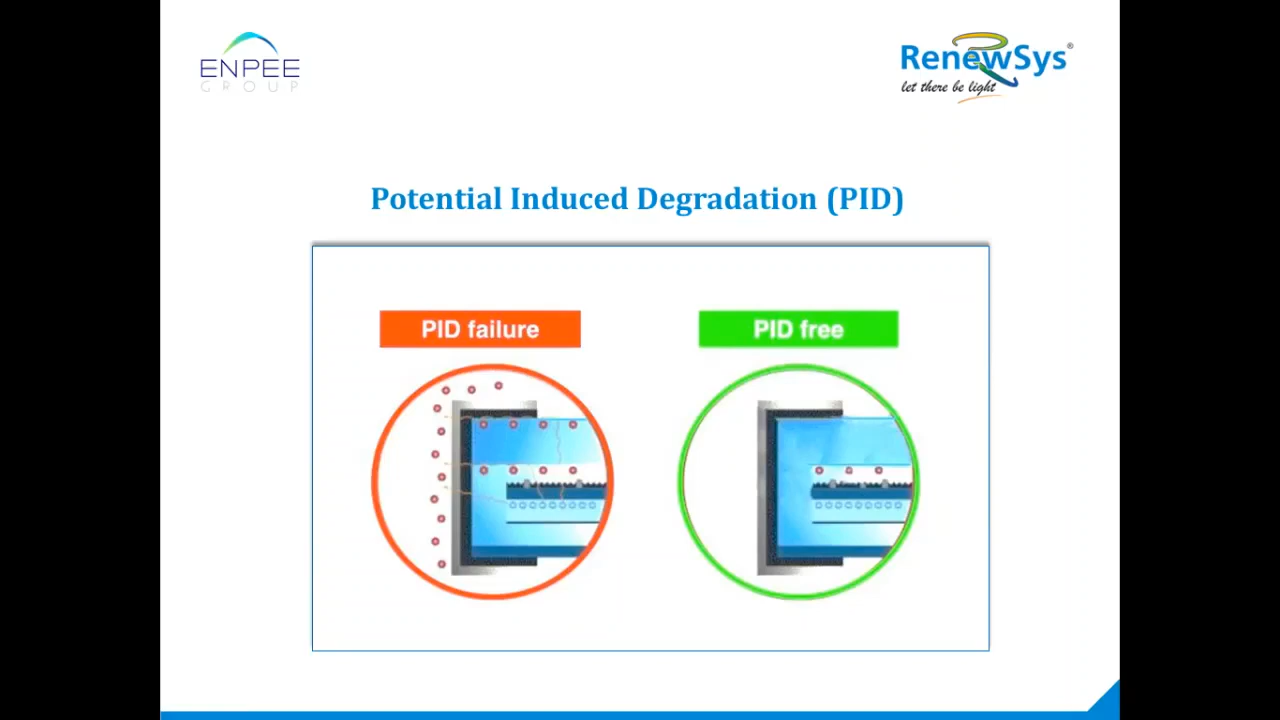 ENPEE
GROUP
RenewSys®
let there be light
Potential Induced Degradation (PID)
PID failure
PID free